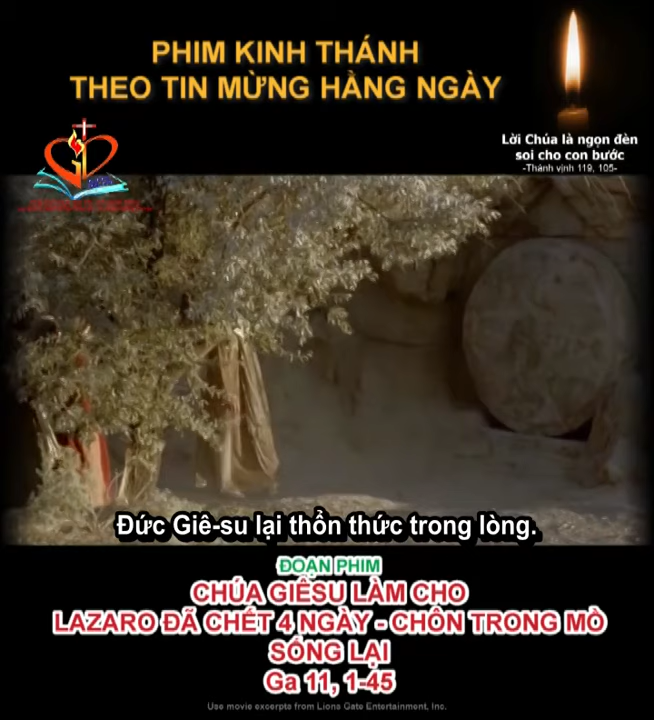 PHIM KINH THÁNH
THEO TIN MỪNG HẰNG NGÀY
Lời Chúa là ngọn đèn
soi cho con bước
-Thánh vịnh 119, 105-
Đức Giê-su lại thổn thức trong lòng.
ĐOẠN PHIM
CHÚA GIÊSU LÀM CHO
LAZARO ĐÃ CHẾT 4 NGÀY - CHÔN TRONG MỒ
SỐNG LẠI
Ga 11, 1-45
Use movie excerpts from Lions Gate Entertainment, Inc.